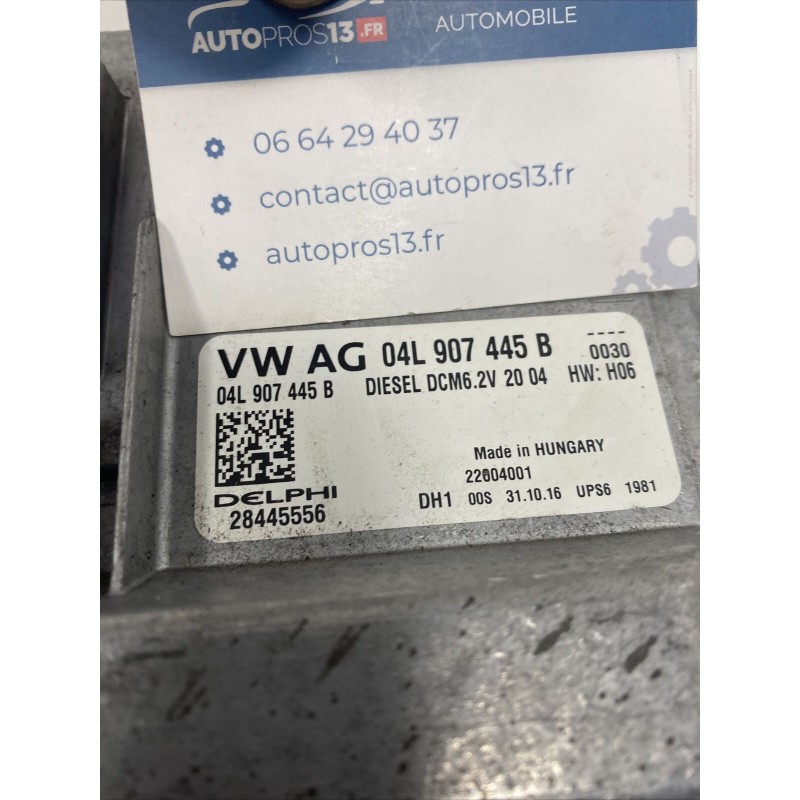 AUTOPROS13.FR
AUTOMOBILE
06 64 29 40 37
contact@autopros13.fr
autopros13.fr
VW AG 04L 907 445 B
----
0030
04L 907 445 B DIESEL DCM6.2V 20 04 HW: H06
Made in HUNGARY
22004001
DELPHI
28445556
DH1 00S 31.10.16 UPS6 1981